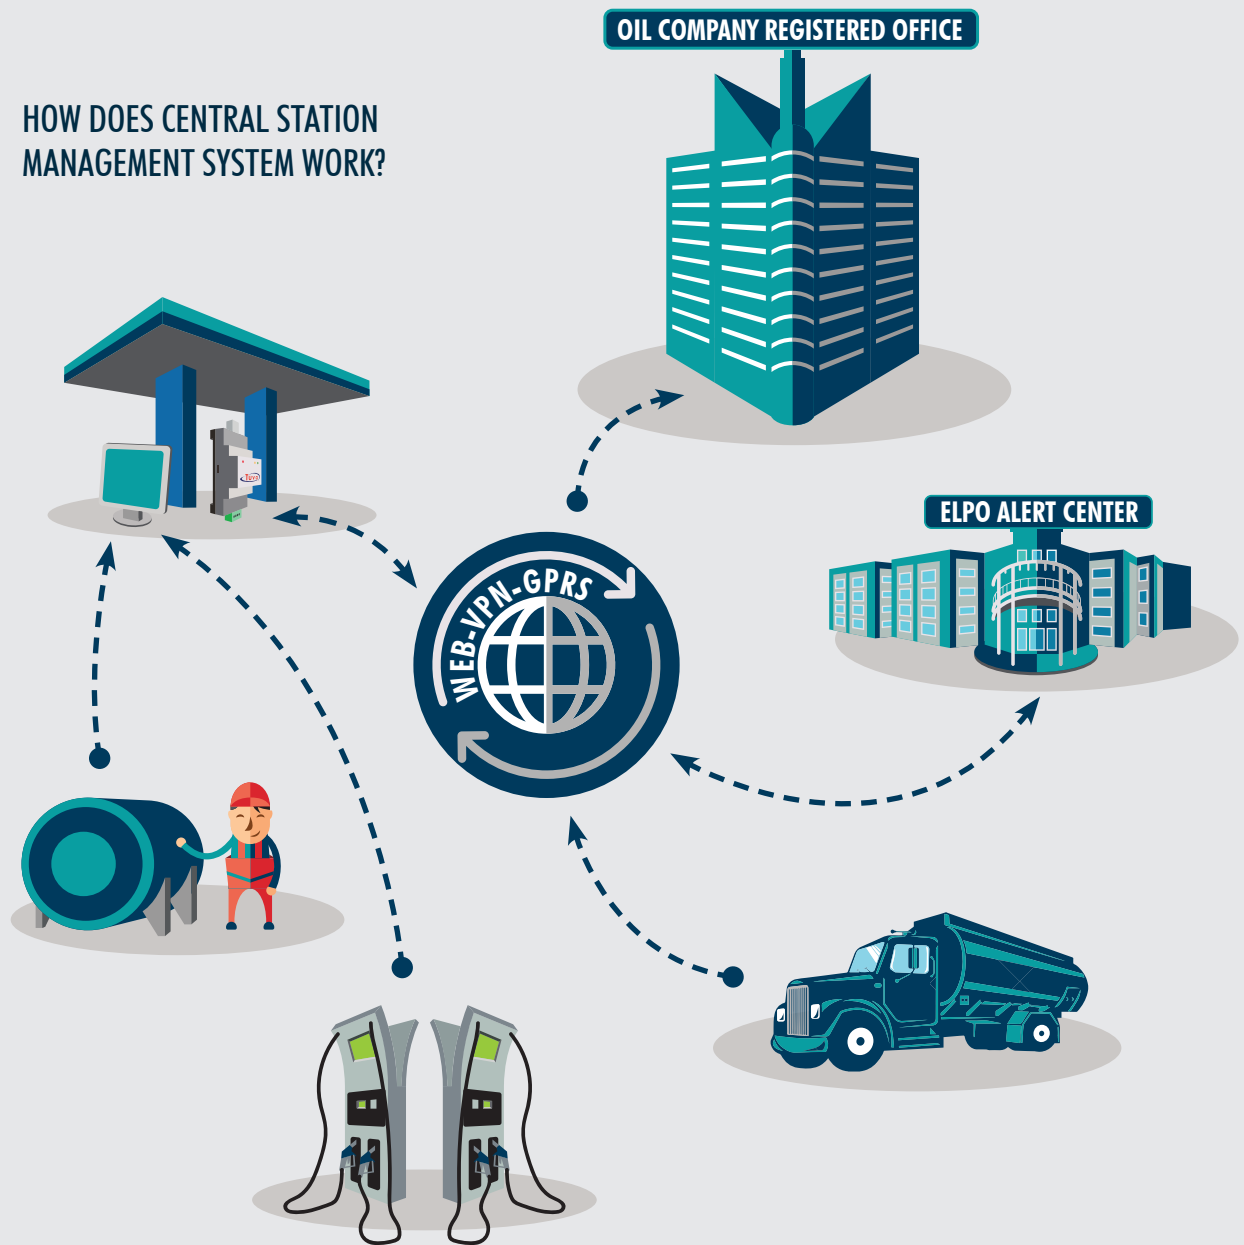 OIL COMPANY REGISTERED OFFICE
HOW DOES CENTRAL STATION
MANAGEMENT SYSTEM WORK?
ELPO ALERT CENTER
WEB-VPN-GPRS